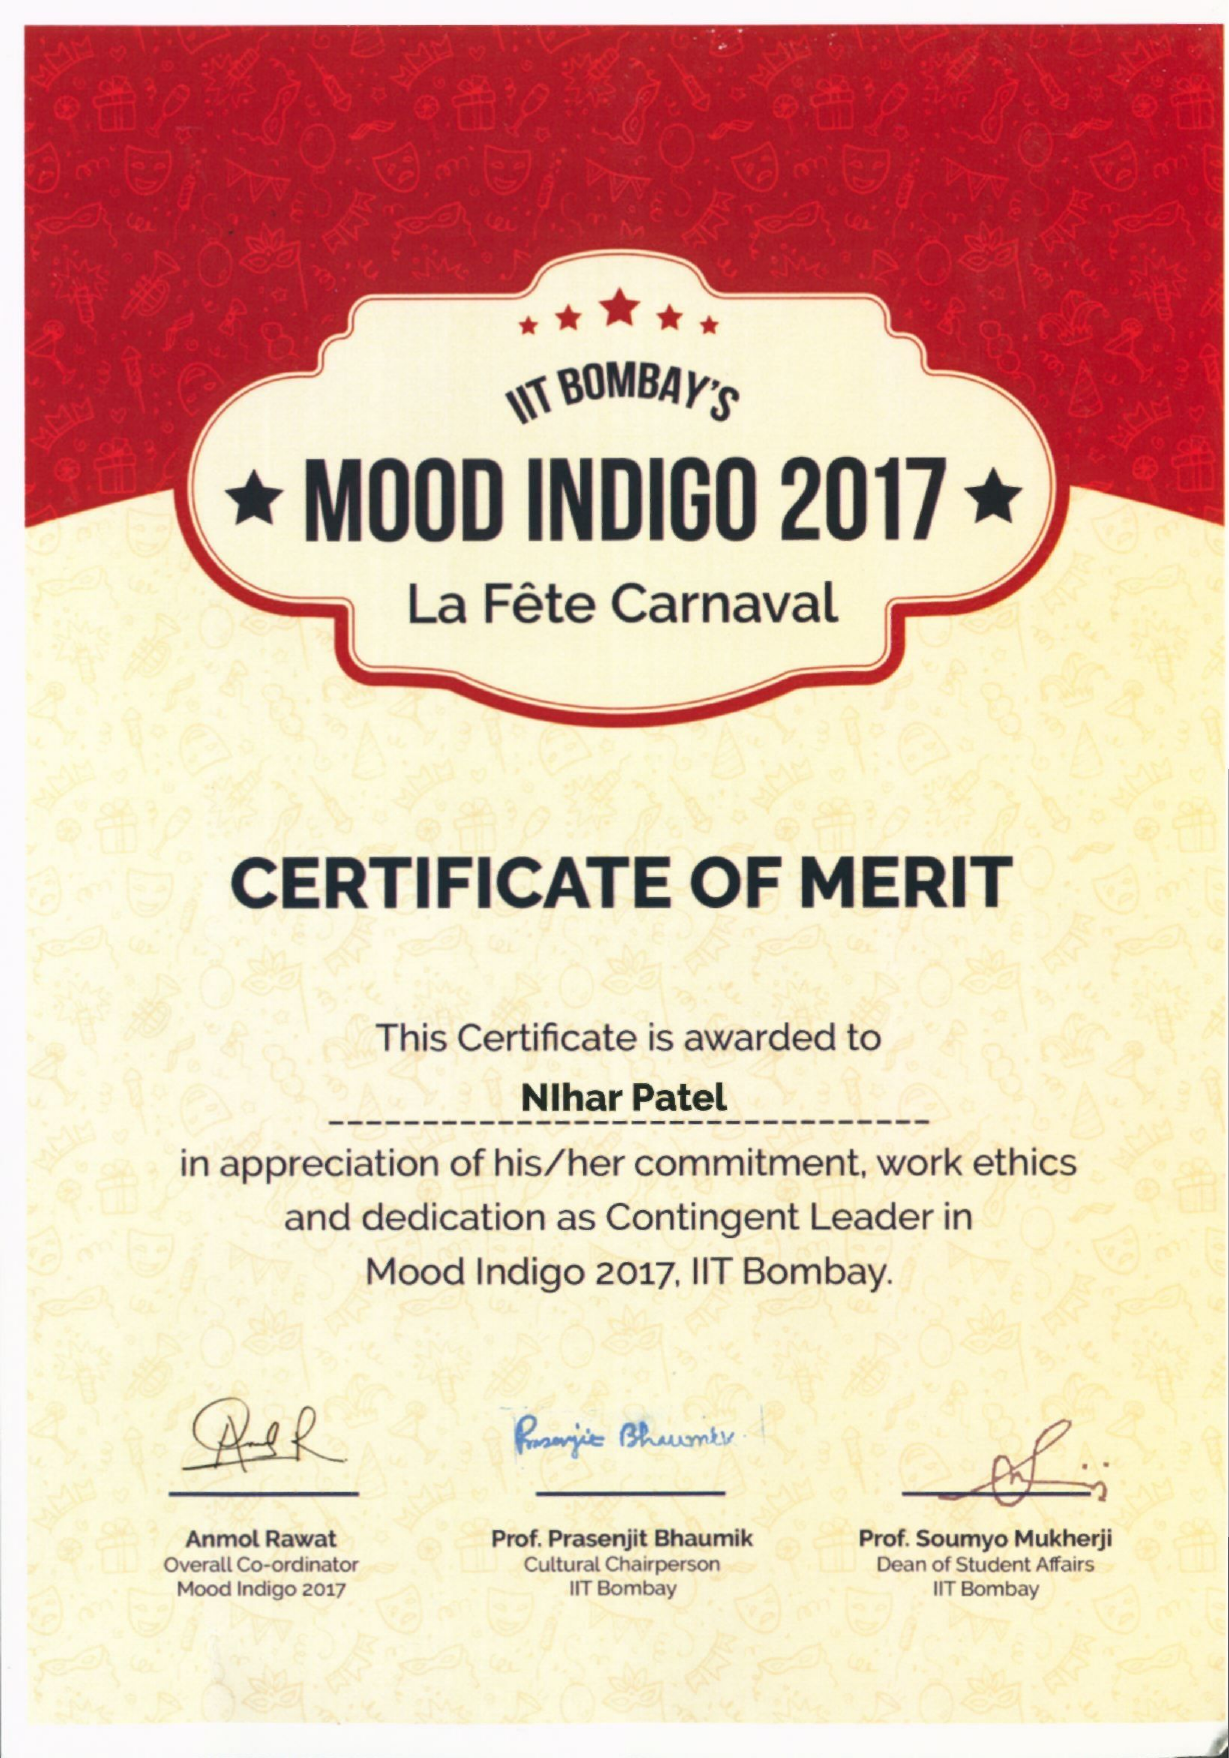 IIT BOMBAY'S
MOOD INDIGO 2017
La Fête Carnaval
CERTIFICATE OF MERIT
This Certificate is awarded to
NIhar Patel
in appreciation of his/her commitment, work ethics
and dedication as Contingent Leader in
Mood Indigo 2017, IIT Bombay.
Prasenjit Bhaumik
Anmol Rawat
Overall Co-ordinator
Mood Indigo 2017
Prof. Prasenjit Bhaumik
Cultural Chairperson
IIT Bombay
Prof. Soumyo Mukherji
Dean of Student Affairs
IIT Bombay